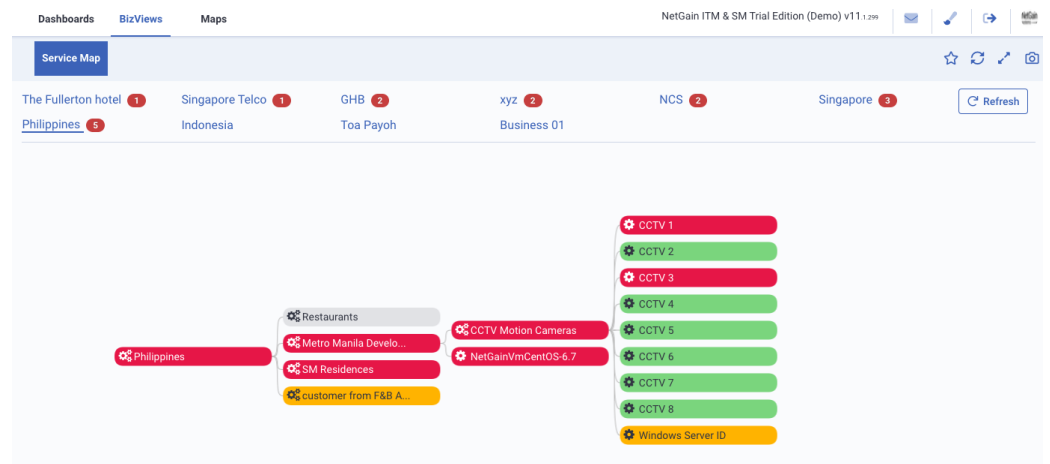 Dashboards BizViews Maps NetGain ITM & SM Trial Edition (Demo) v11.1.299 NetGain
Service Map
The Fullerton hotel 1 Singapore Telco 1 GHB 2 xyz 2 NCS 2 Singapore 3 Refresh
Philippines 5 Indonesia Toa Payoh Business 01
CCTV 1
CCTV 2
CCTV 3
CCTV 4
Restaurants
CCTV Motion Cameras
CCTV 5
Metro Manila Develo...
Philippines
NetGainVmCentOS-6.7
CCTV 6
SM Residences
CCTV 7
customer from F&B A...
CCTV 8
Windows Server ID